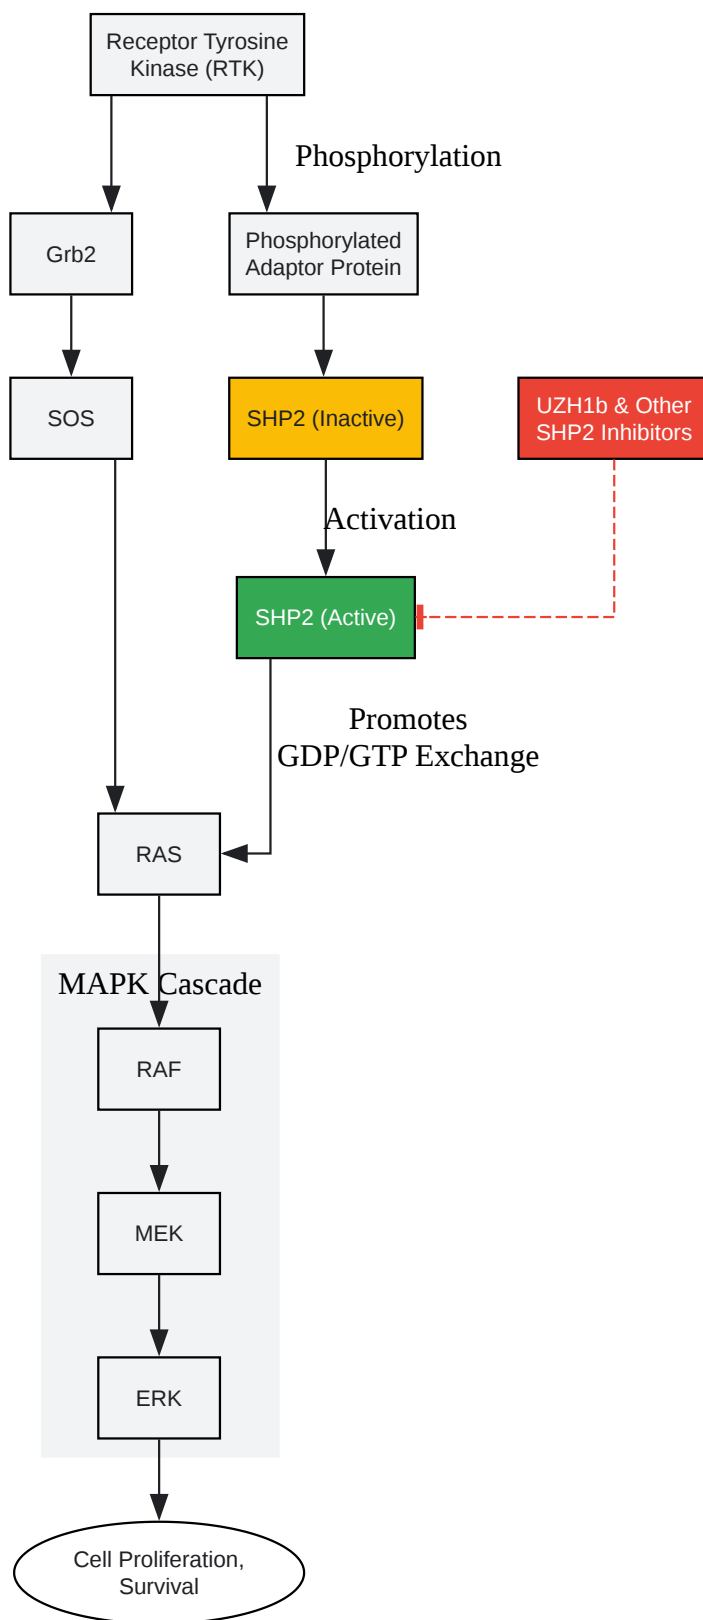 Receptor Tyrosine
Kinase (RTK)
Phosphorylation
Grb2
Phosphorylated
Adaptor Protein
SOS
SHP2 (Inactive)
UZH1b & Other
SHP2 Inhibitors
Activation
SHP2 (Active)
Promotes
GDP/GTP Exchange
RAS
MAPK Cascade
RAF
MEK
ERK
Cell Proliferation,
Survival